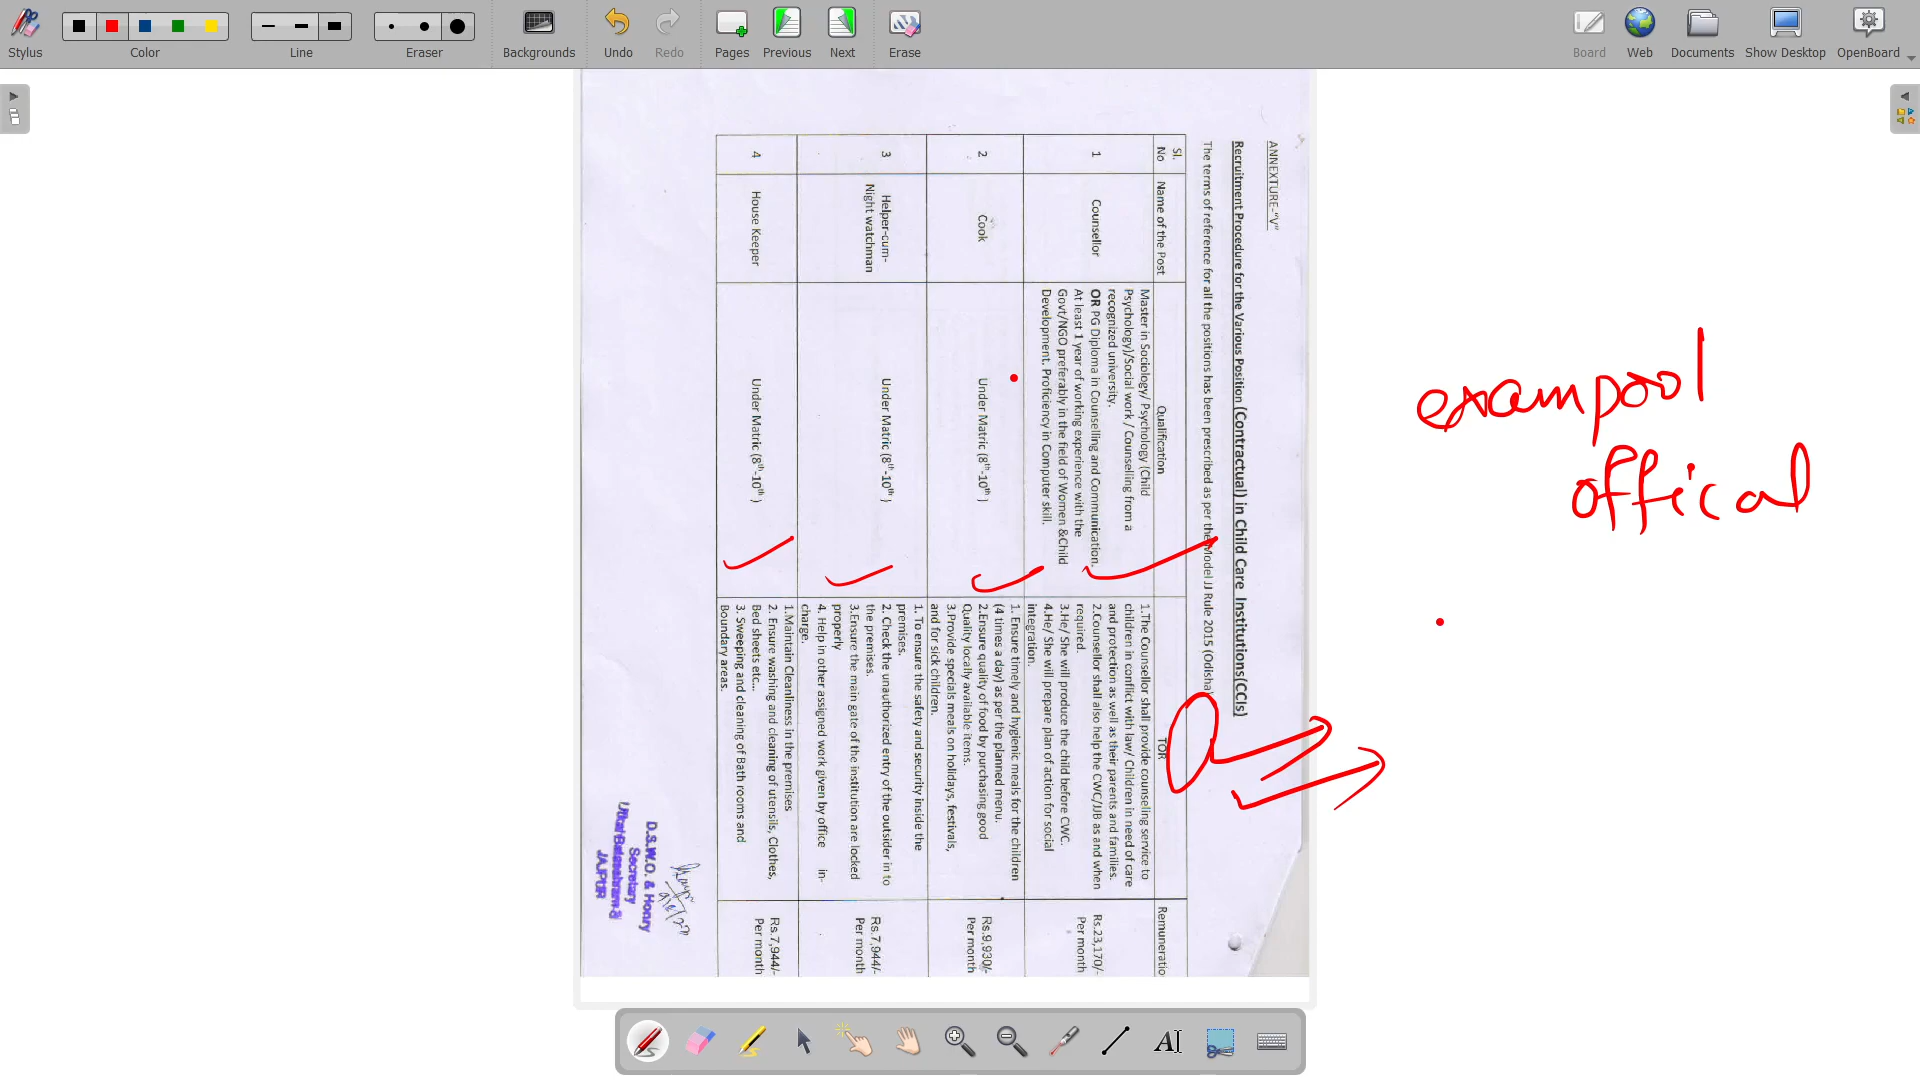 Stylus
Color
Line
Eraser
Backgrounds
Undo
Redo
Pages
Previous
Next
Erase
Board
Web
Documents
Show Desktop
OpenBoard
ANNEXTURE-"V"
Recruitment Procedure for the Various Position (Contractual) in Child Care Institutions(CCIs)
The terms of reference for all the positions has been prescribed as per the Model JJ Rule 2015 (Odisha)
Sl. No
Name of the Post
Qualification
TOR
Remuneratio
1
Counsellor
Master in Sociology/ Psychology (Child
Psychology)/Social work / Counseling from a
recognized university.
OR PG Diploma in Counselling and Communication.
At least 1 year of working experience with the
Govt/NGO preferably in the field of Women &Child
Development. Proficiency in Computer skill.
1.The Counsellor shall provide counseling service to
children in conflict with law/ Children in need of care
and protection as well as their parents and families.
2.Counsellor shall also help the CWC/JJB as and when
required.
3.He/ She will produce the child before CWC.
4.He/ She will prepare plan of action for social
integration.
Rs.23,170/-
Per month
2
Cook
Under Matric (8th-10th )
1. Ensure timely and hygienic meals for the children
(4 times a day) as per the planned menu.
2.Ensure quality of food by purchasing good
Quality locally available items.
3.Provide specials meals on holidays, festivals,
and for sick children.
Rs.9,930/-
Per month
3
Helper-cum-
Night watchman
Under Matric (8th-10th )
1. To ensure the safety and security inside the
premises.
2. Check the unauthorized entry of the outsider in to
the premises.
3.Ensure the main gate of the institution are locked
properly
4. Help in other assigned work given by office in-
charge.
Rs.7,944/-
Per month
4
House Keeper
Under Matric (8th-10th )
1.Maintain Cleanliness in the premises
2. Ensure washing and cleaning of utensils, Clothes,
Bed sheets etc...
3. Sweeping and cleaning of Bath rooms and
Boundary areas.
Rs.7,944/-
Per month
D.S.W.O. & Honry
Secretary
JAJPUR
exampool
offical